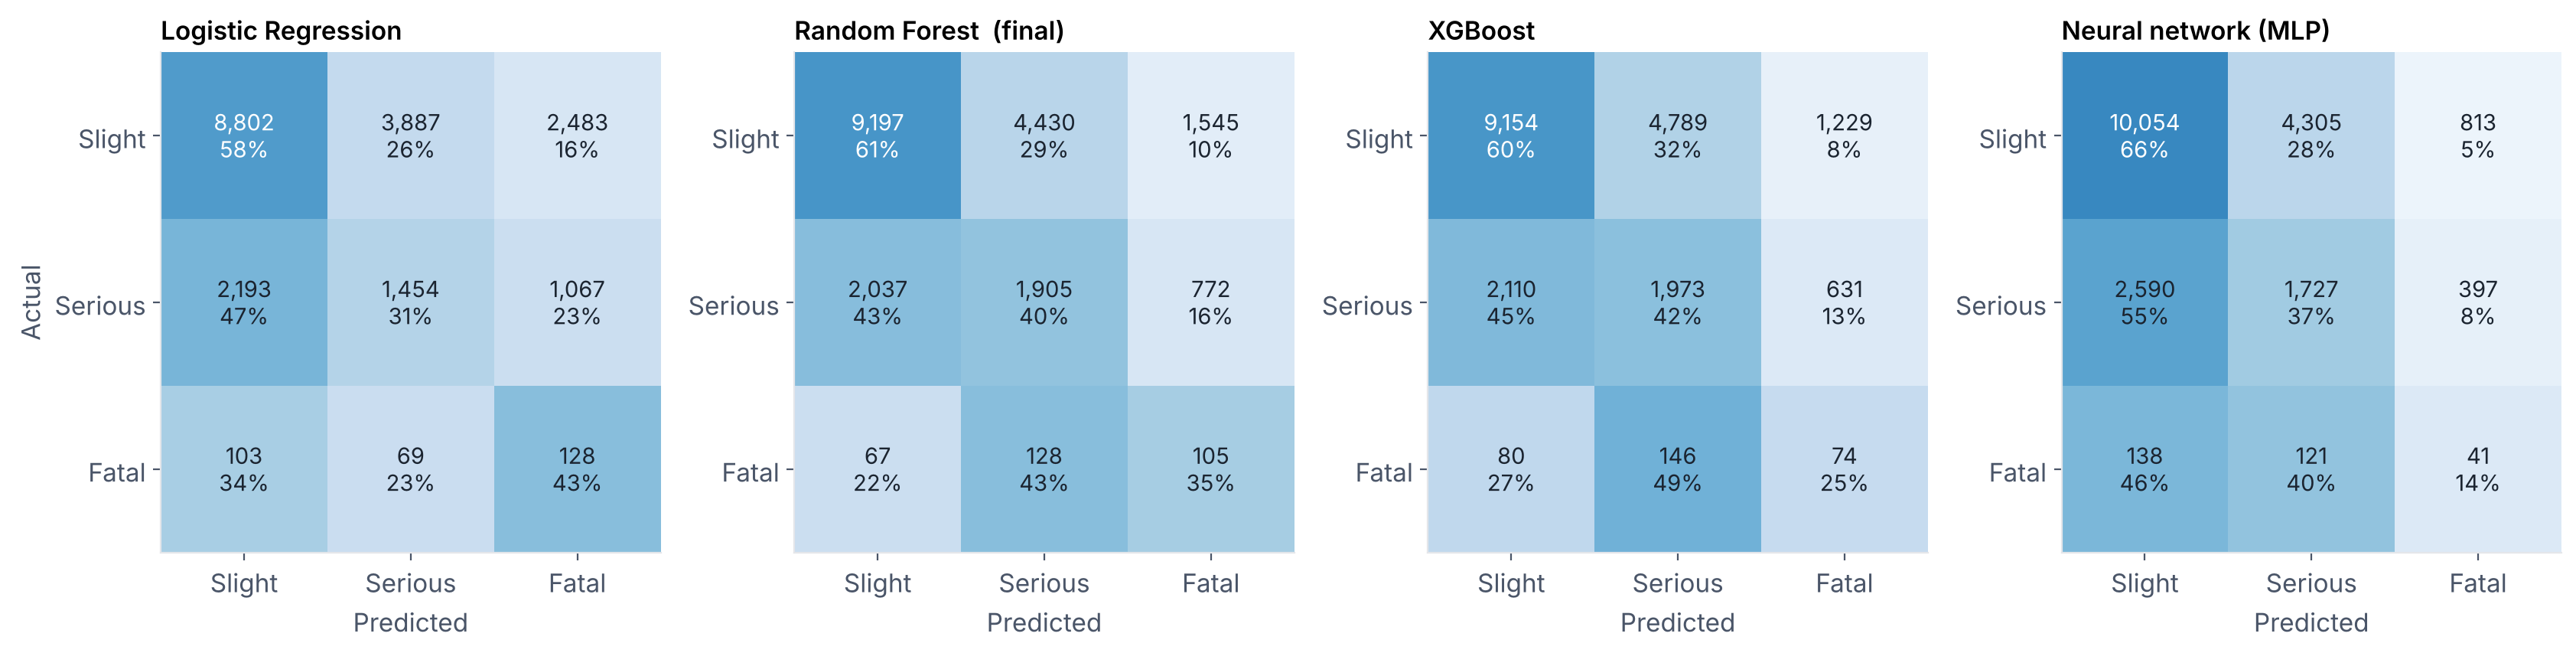 Logistic Regression
Actual
Slight
8,802 3,887 2,483
58% 26% 16%
Serious
2,193 1,454 1,067
47% 31% 23%
Fatal
103 69 128
34% 23% 43%
Slight Serious Fatal
Predicted
Random Forest (final)
Slight
9,197 4,430 1,545
61% 29% 10%
Serious
2,037 1,905 772
43% 40% 16%
Fatal
67 128 105
22% 43% 35%
Slight Serious Fatal
Predicted
XGBoost
Slight
9,154 4,789 1,229
60% 32% 8%
Serious
2,110 1,973 631
45% 42% 13%
Fatal
80 146 74
27% 49% 25%
Slight Serious Fatal
Predicted
Neural network (MLP)
Slight
10,054 4,305 813
66% 28% 5%
Serious
2,590 1,727 397
55% 37% 8%
Fatal
138 121 41
46% 40% 14%
Slight Serious Fatal
Predicted